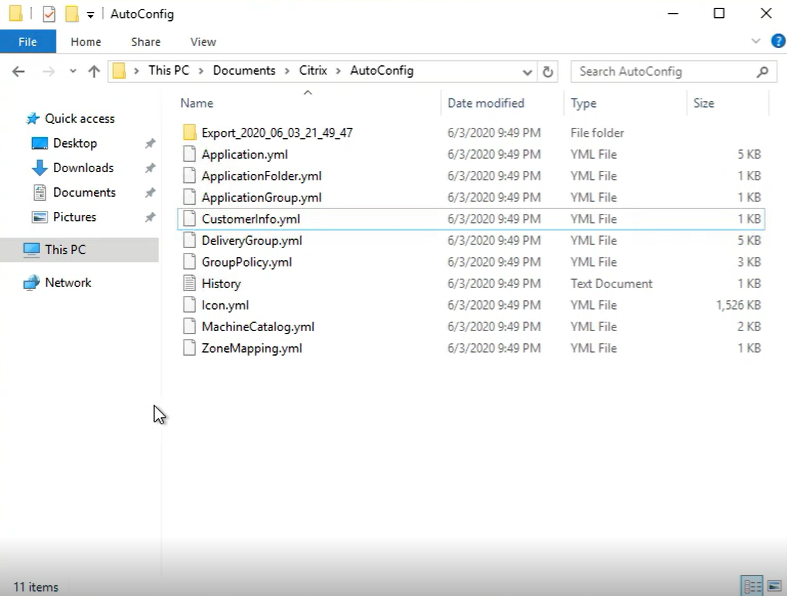 AutoConfig
File Home Share View
This PC Documents Citrix AutoConfig Search AutoConfig
Name Date modified Type Size
Quick access
Desktop
Downloads
Documents
Pictures
This PC
Network
Export_2020_06_03_21_49_47 6/3/2020 9:49 PM File folder
Application.yml 6/3/2020 9:49 PM YML File 5 KB
ApplicationFolder.yml 6/3/2020 9:49 PM YML File 1 KB
ApplicationGroup.yml 6/3/2020 9:49 PM YML File 1 KB
CustomerInfo.yml 6/3/2020 9:49 PM YML File 1 KB
DeliveryGroup.yml 6/3/2020 9:49 PM YML File 5 KB
GroupPolicy.yml 6/3/2020 9:49 PM YML File 3 KB
History 6/3/2020 9:49 PM Text Document 1 KB
Icon.yml 6/3/2020 9:49 PM YML File 1,526 KB
MachineCatalog.yml 6/3/2020 9:49 PM YML File 2 KB
ZoneMapping.yml 6/3/2020 9:49 PM YML File 1 KB
11 items